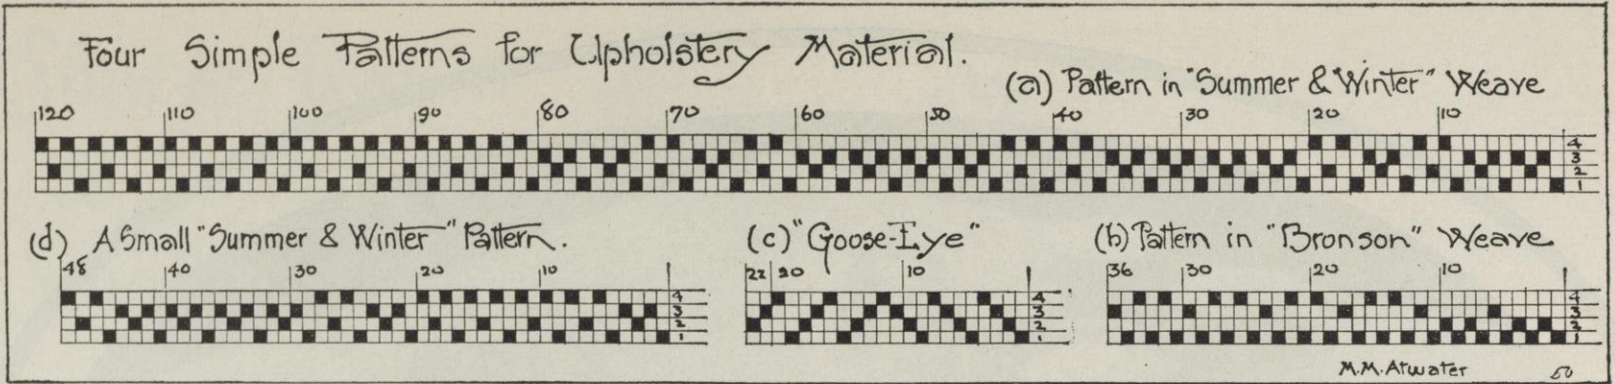 Four Simple Patterns for Upholstery Material.
(a) Pattern in "Summer & Winter" Weave
120 110 100 90 80 70 60 50 40 30 20 10
4
3
2
1
(d) A Small "Summer & Winter" Pattern.
48 40 30 20 10 1
4
3
2
1
(c) "Goose-Eye"
22 20 10 1
4
3
2
1
(b) Pattern in "Bronson" Weave
36 30 20 10 1
4
3
2
1
M.M. Atwater 50